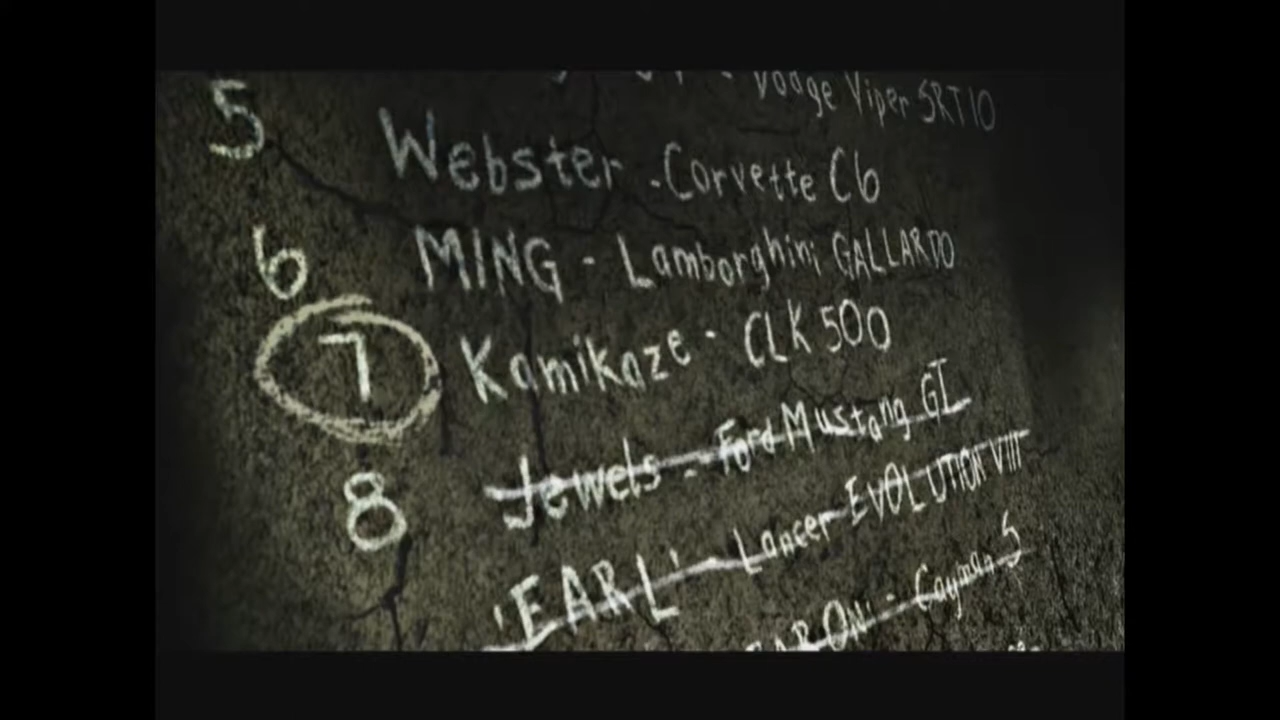 Dodge Viper SRT10
5 Webster - Corvette C6
6 MING - Lamborghini GALLARDO
7 Kamikaze - CLK 500
8 Jewels - Ford Mustang GT
'EARL' - Lancer EVOLUTION VIII
Cayman S